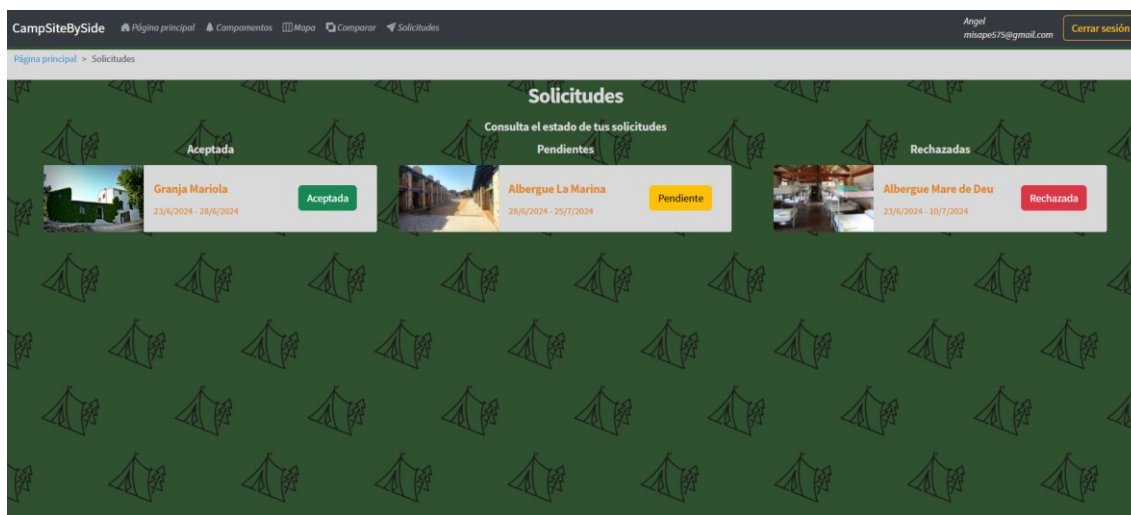 CampSiteBySide Página principal Campamentos Mapa Comparar Solicitudes
Angel
misape575@gmail.com
Cerrar sesión
Página principal > Solicitudes
Solicitudes
Consulta el estado de tus solicitudes
Aceptada
Granja Mariola
23/6/2024 - 28/6/2024
Aceptada
Pendientes
Albergue La Marina
28/6/2024 - 25/7/2024
Pendiente
Rechazadas
Albergue Mare de Deu
23/6/2024 - 10/7/2024
Rechazada